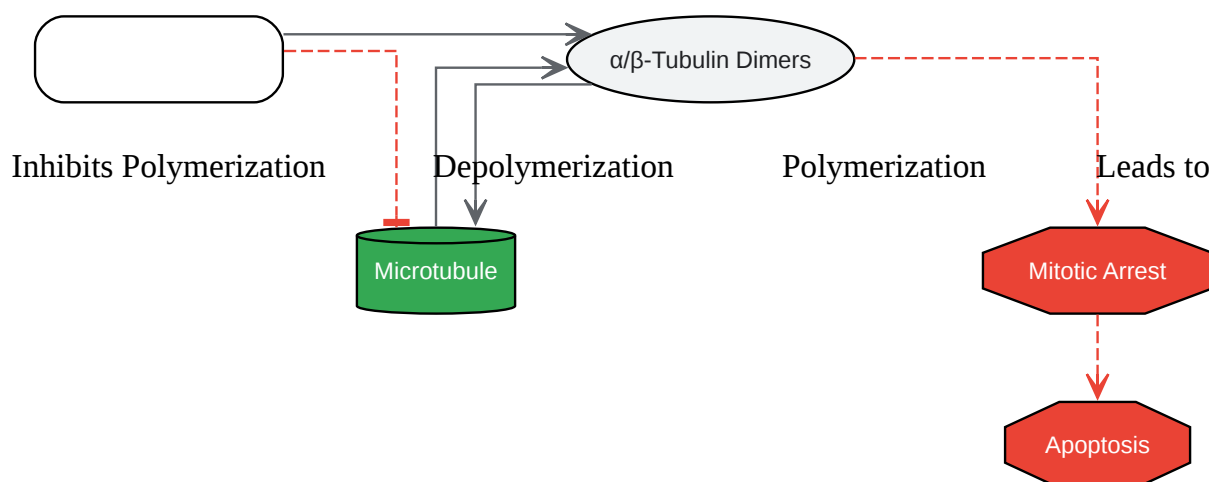 α/β-Tubulin Dimers
Inhibits Polymerization
Depolymerization
Polymerization
Leads to
Microtubule
Mitotic Arrest
Apoptosis